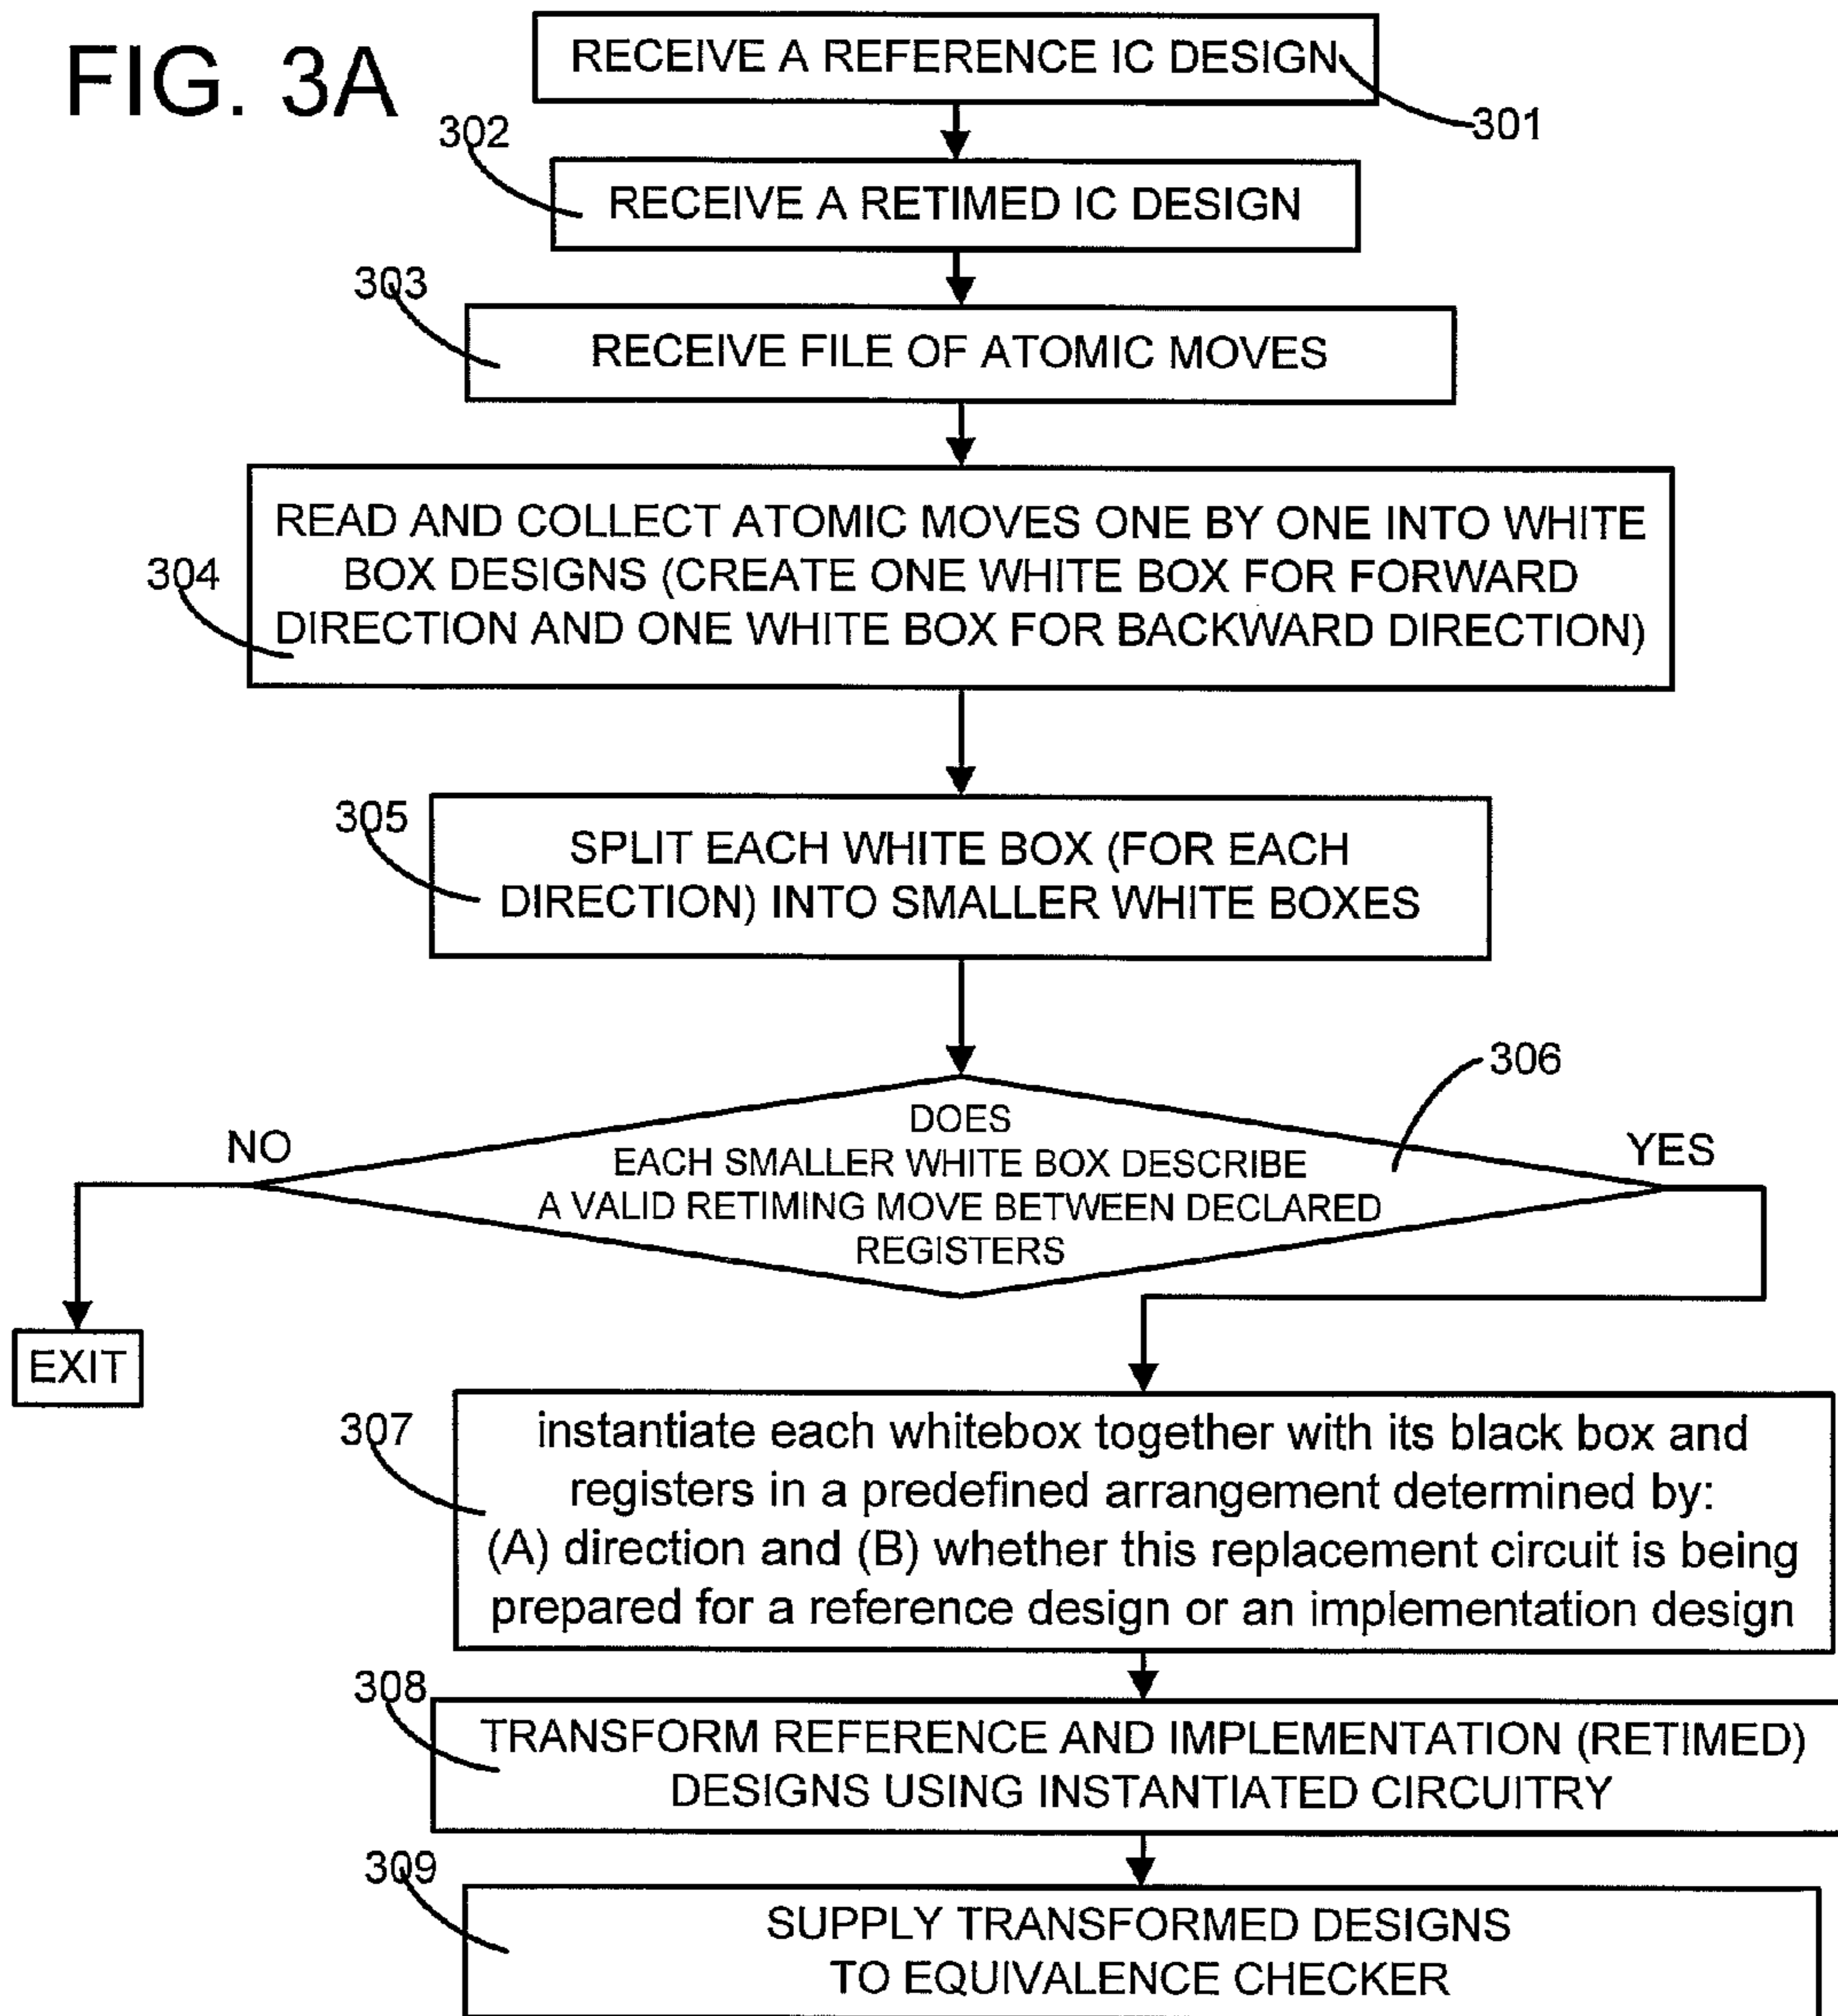 FIG. 3A
RECEIVE A REFERENCE IC DESIGN
301
302
RECEIVE A RETIMED IC DESIGN
303
RECEIVE FILE OF ATOMIC MOVES
304
READ AND COLLECT ATOMIC MOVES ONE BY ONE INTO WHITE
BOX DESIGNS (CREATE ONE WHITE BOX FOR FORWARD
DIRECTION AND ONE WHITE BOX FOR BACKWARD DIRECTION)
305
SPLIT EACH WHITE BOX (FOR EACH
DIRECTION) INTO SMALLER WHITE BOXES
306
NO
YES
DOES
EACH SMALLER WHITE BOX DESCRIBE
A VALID RETIMING MOVE BETWEEN DECLARED
REGISTERS
EXIT
307
instantiate each whitebox together with its black box and
registers in a predefined arrangement determined by:
(A) direction and (B) whether this replacement circuit is being
prepared for a reference design or an implementation design
308
TRANSFORM REFERENCE AND IMPLEMENTATION (RETIMED)
DESIGNS USING INSTANTIATED CIRCUITRY
309
SUPPLY TRANSFORMED DESIGNS
TO EQUIVALENCE CHECKER